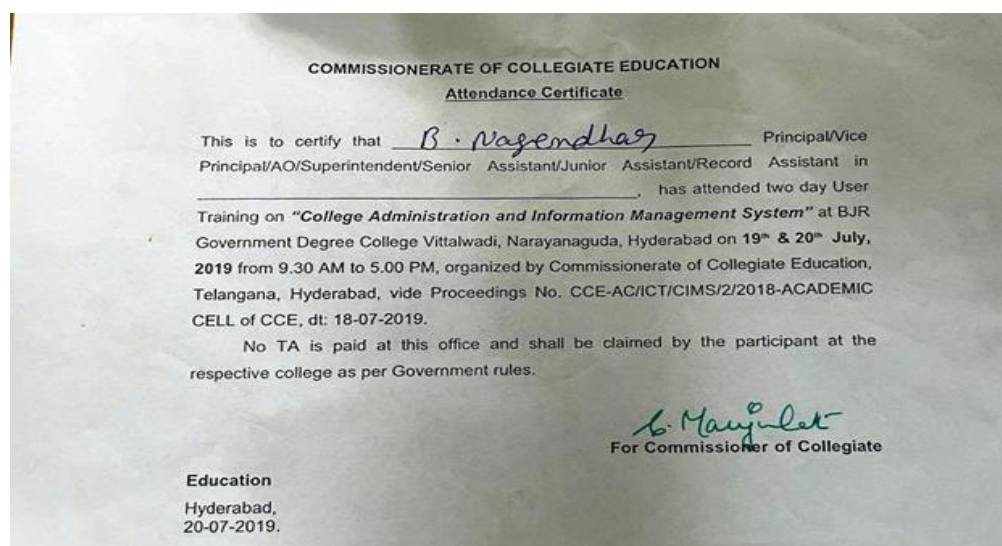 COMMISSIONERATE OF COLLEGIATE EDUCATION
Attendance Certificate
This is to certify that B. Nagendhar Principal/Vice
Principal/AO/Superintendent/Senior Assistant/Junior Assistant/Record Assistant in
, has attended two day User
Training on "College Administration and Information Management System" at BJR
Government Degree College Vittalwadi, Narayanaguda, Hyderabad on 19th & 20th July,
2019 from 9.30 AM to 5.00 PM, organized by Commissionerate of Collegiate Education,
Telangana, Hyderabad, vide Proceedings No. CCE-AC/ICT/CIMS/2/2018-ACADEMIC
CELL of CCE, dt: 18-07-2019.
No TA is paid at this office and shall be claimed by the participant at the
respective college as per Government rules.
For Commissioner of Collegiate
Education
Hyderabad,
20-07-2019.